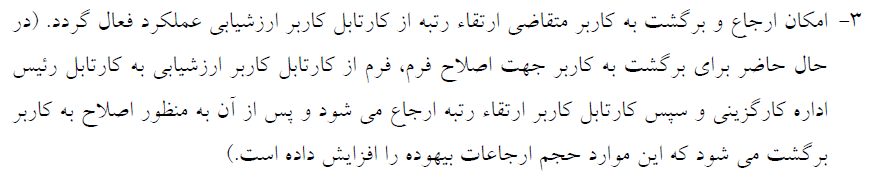 ۳- امکان ارجاع و برگشت به کاربر متقاضی ارتقاء رتبه از کارتابل کاربر ارزشیابی عملکرد فعال گردد. (در
حال حاضر برای برگشت به کاربر جهت اصلاح فرم، فرم از کارتابل کاربر ارزشیابی به کارتابل رئیس
اداره کارگزینی و سپس کارتابل کاربر ارتقاء رتبه ارجاع می شود و پس از آن به منظور اصلاح به کاربر
برگشت می شود که این موارد حجم ارجاعات بیهوده را افزایش داده است.)